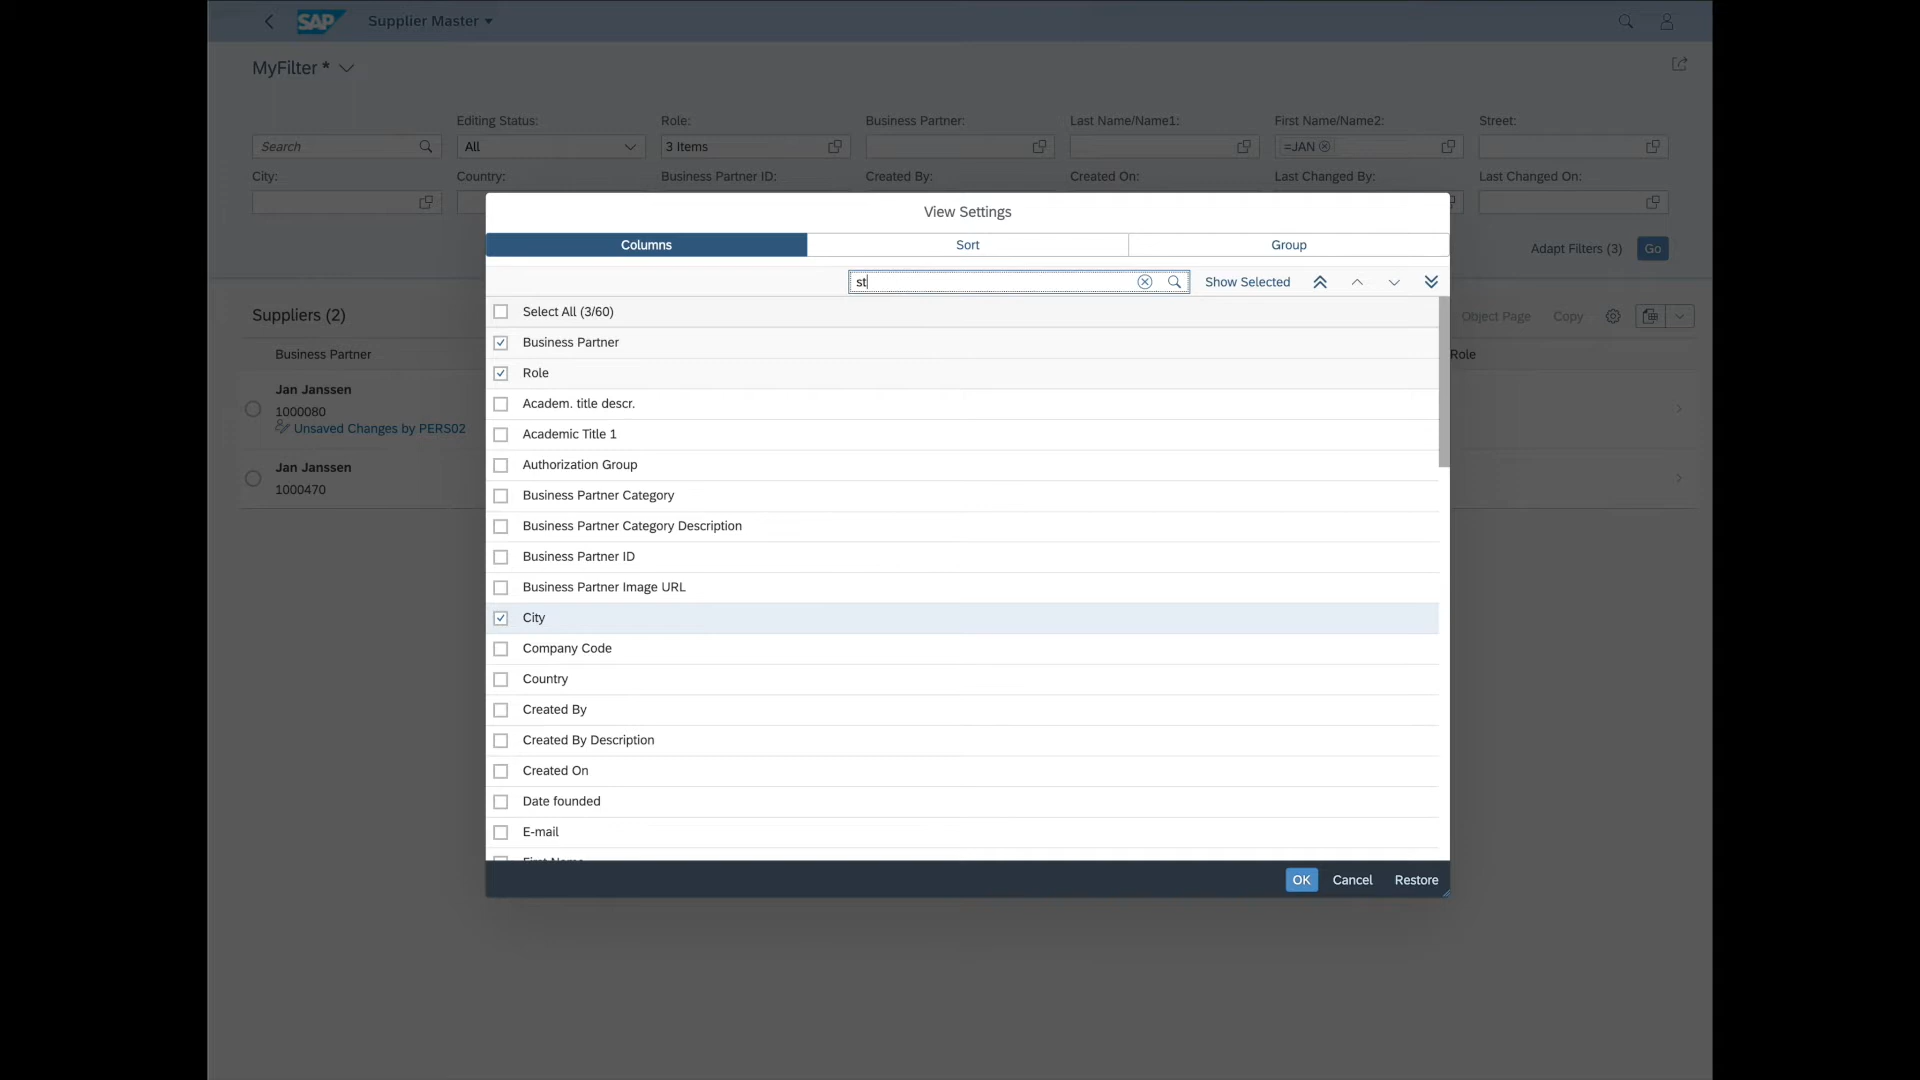 SAP Supplier Master
MyFilter *
Editing Status: Role: Business Partner: Last Name/Name1: First Name/Name2: Street:
Search All 3 Items =JAN
City: Country: Business Partner ID: Created By: Created On: Last Changed By: Last Changed On:
View Settings
Columns Sort Group
Adapt Filters (3) Go
st Show Selected
Suppliers (2) Object Page Copy
Select All (3/60)
Business Partner
Business Partner Role
Role
Jan Janssen
1000080
Unsaved Changes by PERS02
Jan Janssen
1000470
Academ. title descr.
Academic Title 1
Authorization Group
Business Partner Category
Business Partner Category Description
Business Partner ID
Business Partner Image URL
City
Company Code
Country
Created By
Created By Description
Created On
Date founded
E-mail
First Name
OK Cancel Restore